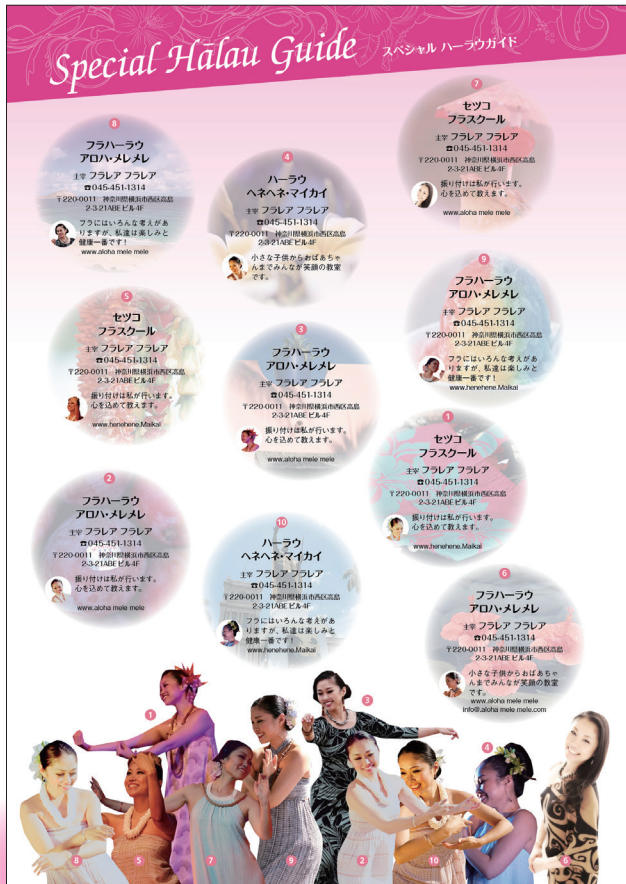 Special Hālau Guide
スペシャル ハーラウガイド
8
フラハーラウ
アロハ・メレメレ
主宰 フラレア フラレア
☎045-451-1314
〒220-0011 神奈川県横浜市西区高島
2-3-21ABEビル4F
フラにはいろんな考えがあ
りますが、私達は楽しみと
健康一番です！
www.aloha mele mele
4
ハーラウ
ヘネヘネ・マイカイ
主宰 フラレア フラレア
☎045-451-1314
〒220-0011 神奈川県横浜市西区高島
2-3-21ABEビル4F
小さな子供からおばあちゃ
んまでみんなが笑顔の教室
です。
7
セツコ
フラスクール
主宰 フラレア フラレア
☎045-451-1314
〒220-0011 神奈川県横浜市西区高島
2-3-21ABEビル4F
振り付けは私が行います。
心を込めて教えます。
www.aloha mele mele
5
セツコ
フラスクール
主宰 フラレア フラレア
☎045-451-1314
〒220-0011 神奈川県横浜市西区高島
2-3-21ABEビル4F
振り付けは私が行います。
心を込めて教えます。
www.henehene.Maikai
3
フラハーラウ
アロハ・メレメレ
主宰 フラレア フラレア
☎045-451-1314
〒220-0011 神奈川県横浜市西区高島
2-3-21ABEビル4F
振り付けは私が行います。
心を込めて教えます。
www.aloha mele mele
9
フラハーラウ
アロハ・メレメレ
主宰 フラレア フラレア
☎045-451-1314
〒220-0011 神奈川県横浜市西区高島
2-3-21ABEビル4F
フラにはいろんな考えがあ
りますが、私達は楽しみと
健康一番です！
www.henehene.Maikai
2
フラハーラウ
アロハ・メレメレ
主宰 フラレア フラレア
☎045-451-1314
〒220-0011 神奈川県横浜市西区高島
2-3-21ABEビル4F
振り付けは私が行います。
心を込めて教えます。
www.aloha mele mele
10
ハーラウ
ヘネヘネ・マイカイ
主宰 フラレア フラレア
☎045-451-1314
〒220-0011 神奈川県横浜市西区高島
2-3-21ABEビル4F
フラにはいろんな考えがあ
りますが、私達は楽しみと
健康一番です！
www.henehene.Maikai
1
セツコ
フラスクール
主宰 フラレア フラレア
☎045-451-1314
〒220-0011 神奈川県横浜市西区高島
2-3-21ABEビル4F
振り付けは私が行います。
心を込めて教えます。
www.henehene.Maikai
6
フラハーラウ
アロハ・メレメレ
主宰 フラレア フラレア
☎045-451-1314
〒220-0011 神奈川県横浜市西区高島
2-3-21ABEビル4F
小さな子供からおばあちゃ
んまでみんなが笑顔の教室
です。
www.aloha mele mele
info@.aloha mele mele.com
1
3
4
8
5
7
9
2
10
6